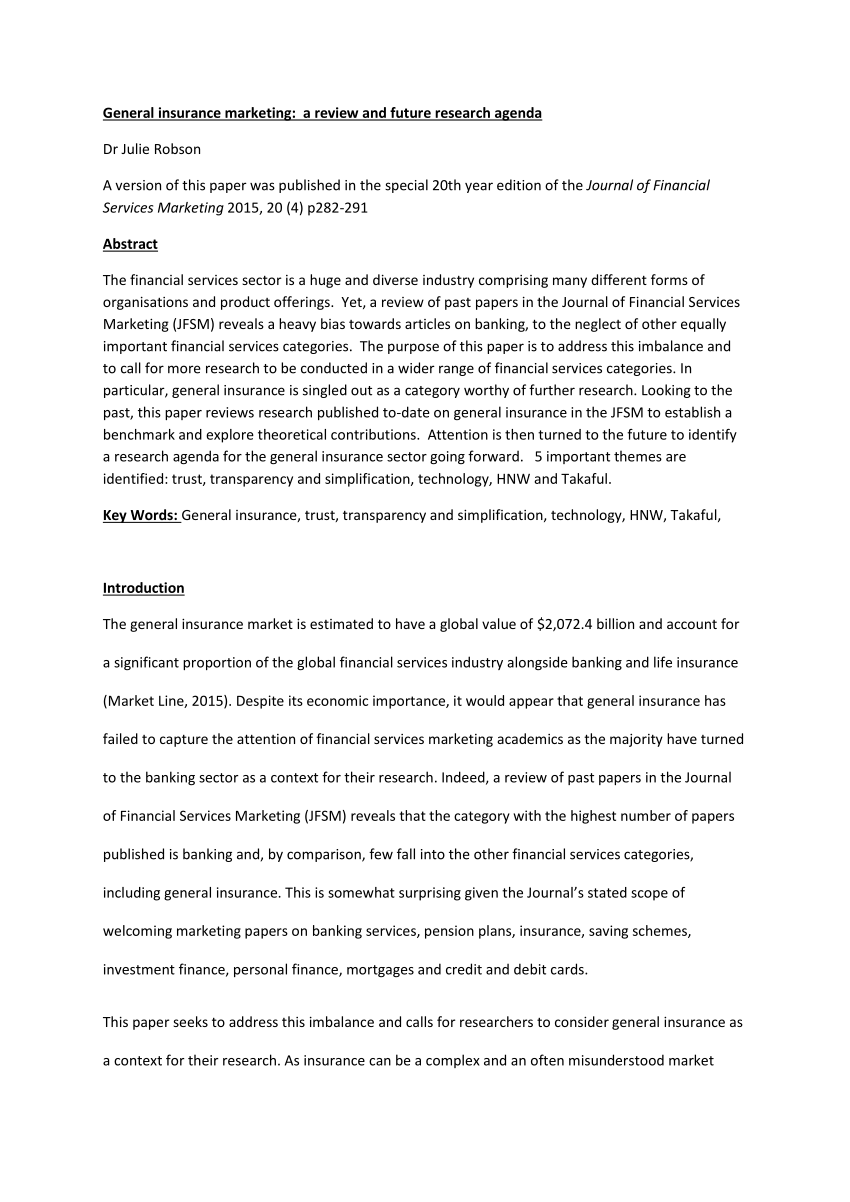 General insurance marketing:  a review and future research agenda
Dr Julie Robson
A version of this paper was published in the special 20th year edition of the Journal of Financial
Services Marketing 2015, 20 (4) p282-291
Abstract
The financial services sector is a huge and diverse industry comprising many different forms of
organisations and product offerings.  Yet, a review of past papers in the Journal of Financial Services
Marketing (JFSM) reveals a heavy bias towards articles on banking, to the neglect of other equally
important financial services categories.  The purpose of this paper is to address this imbalance and
to call for more research to be conducted in a wider range of financial services categories. In
particular, general insurance is singled out as a category worthy of further research. Looking to the
past, this paper reviews research published to-date on general insurance in the JFSM to establish a
benchmark and explore theoretical contributions.  Attention is then turned to the future to identify
a research agenda for the general insurance sector going forward.   5 important themes are
identified: trust, transparency and simplification, technology, HNW and Takaful.
Key Words: General insurance, trust, transparency and simplification, technology, HNW, Takaful,
Introduction
The general insurance market is estimated to have a global value of $2,072.4 billion and account for
a significant proportion of the global financial services industry alongside banking and life insurance
(Market Line, 2015). Despite its economic importance, it would appear that general insurance has
failed to capture the attention of financial services marketing academics as the majority have turned
to the banking sector as a context for their research. Indeed, a review of past papers in the Journal
of Financial Services Marketing (JFSM) reveals that the category with the highest number of papers
published is banking and, by comparison, few fall into the other financial services categories,
including general insurance. This is somewhat surprising given the Journal’s stated scope of
welcoming marketing papers on banking services, pension plans, insurance, saving schemes,
investment finance, personal finance, mortgages and credit and debit cards.
This paper seeks to address this imbalance and calls for researchers to consider general insurance as
a context for their research. As insurance can be a complex and an often misunderstood market